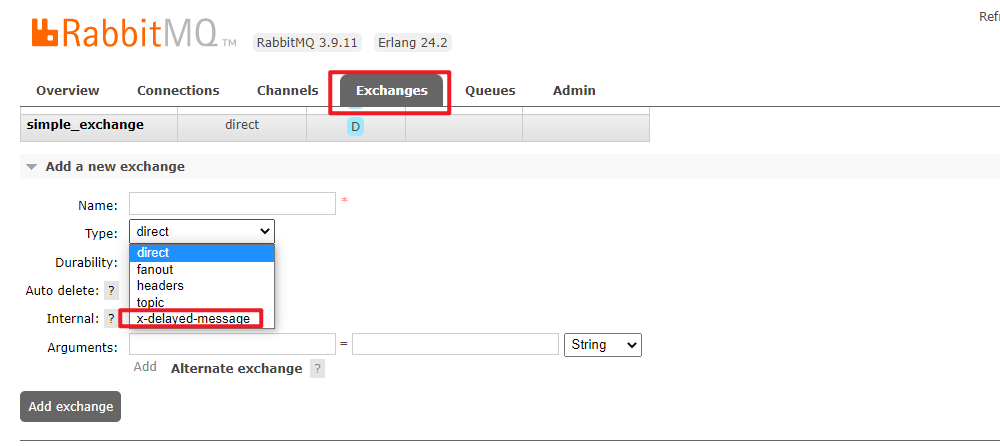 Refr
RabbitMQ TM RabbitMQ 3.9.11 Erlang 24.2
Overview Connections Channels Exchanges Queues Admin
simple_exchange direct D
Add a new exchange
Name: *
Type: direct
direct
Durability:
fanout
headers
Auto delete: ?
topic
Internal: ? x-delayed-message
Arguments: = String
Add Alternate exchange ?
Add exchange